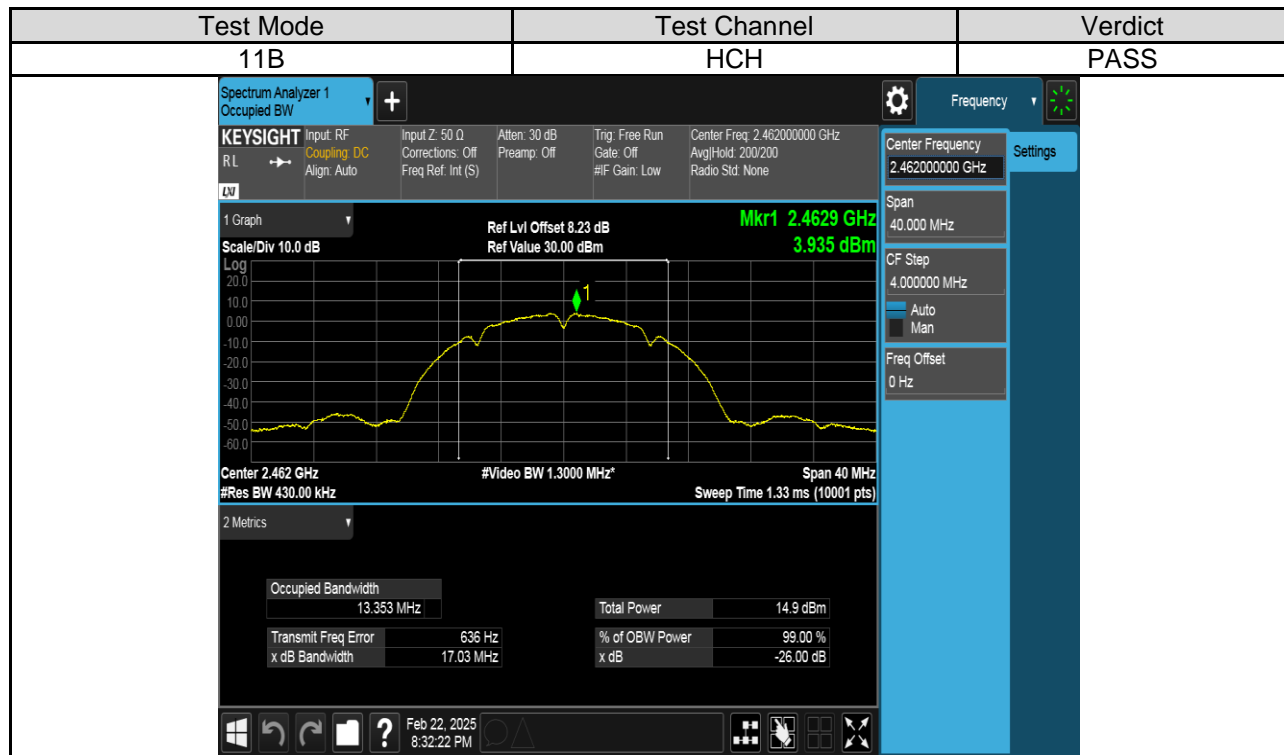 Test Mode Test Channel Verdict
11B HCH PASS
Spectrum Analyzer 1
Occupied BW
+
Frequency
KEYSIGHT
R L
LXI
Input: RF
Coupling: DC
Align: Auto
Input Z: 50 Ω
Corrections: Off
Freq Ref: Int (S)
Atten: 30 dB
Preamp: Off
Trig: Free Run
Gate: Off
#IF Gain: Low
Center Freq: 2.462000000 GHz
Avg|Hold: 200/200
Radio Std: None
Center Frequency
2.462000000 GHz
Settings
Span
40.000 MHz
CF Step
4.000000 MHz
Auto
Man
Freq Offset
0 Hz
1 Graph
Scale/Div 10.0 dB
Ref Lvl Offset 8.23 dB
Ref Value 30.00 dBm
Mkr1 2.4629 GHz
3.935 dBm
Log
20.0
10.0
0.00
-10.0
-20.0
-30.0
-40.0
-50.0
-60.0
1
Center 2.462 GHz
#Res BW 430.00 kHz
#Video BW 1.3000 MHz*
Span 40 MHz
Sweep Time 1.33 ms (10001 pts)
2 Metrics
Occupied Bandwidth
13.353 MHz
Total Power 14.9 dBm
Transmit Freq Error 636 Hz
% of OBW Power 99.00 %
x dB Bandwidth 17.03 MHz
x dB -26.00 dB
?
Feb 22, 2025
8:32:22 PM